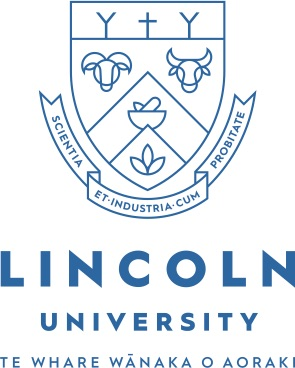 Y † Y
SCIENTIA
ET·INDUSTRIA·CUM
PROBITATE
LINCOLN
UNIVERSITY
TE WHARE WĀNAKA O AORAKI